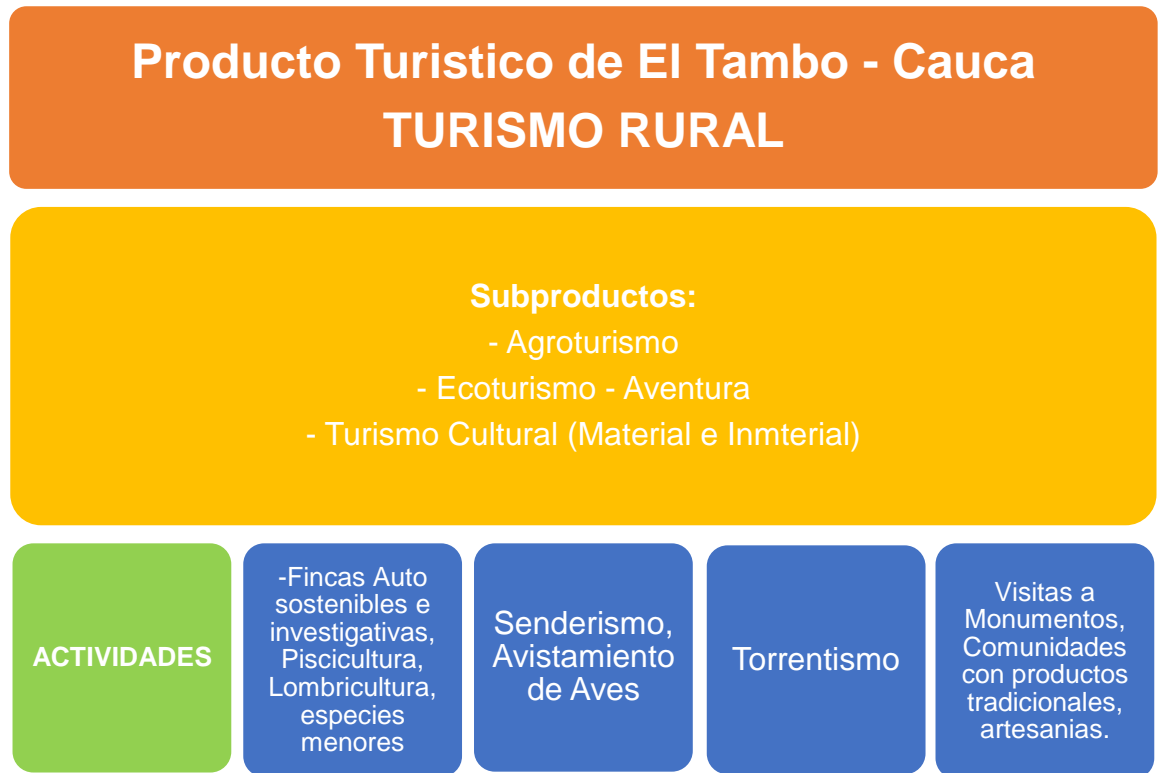 Producto Turistico de El Tambo - Cauca
TURISMO RURAL
Subproductos:
- Agroturismo
- Ecoturismo - Aventura
- Turismo Cultural (Material e Inmterial)
ACTIVIDADES
-Fincas Auto
sostenibles e
investigativas,
Piscicultura,
Lombricultura,
especies
menores
Senderismo,
Avistamiento
de Aves
Torrentismo
Visitas a
Monumentos,
Comunidades
con productos
tradicionales,
artesanias.